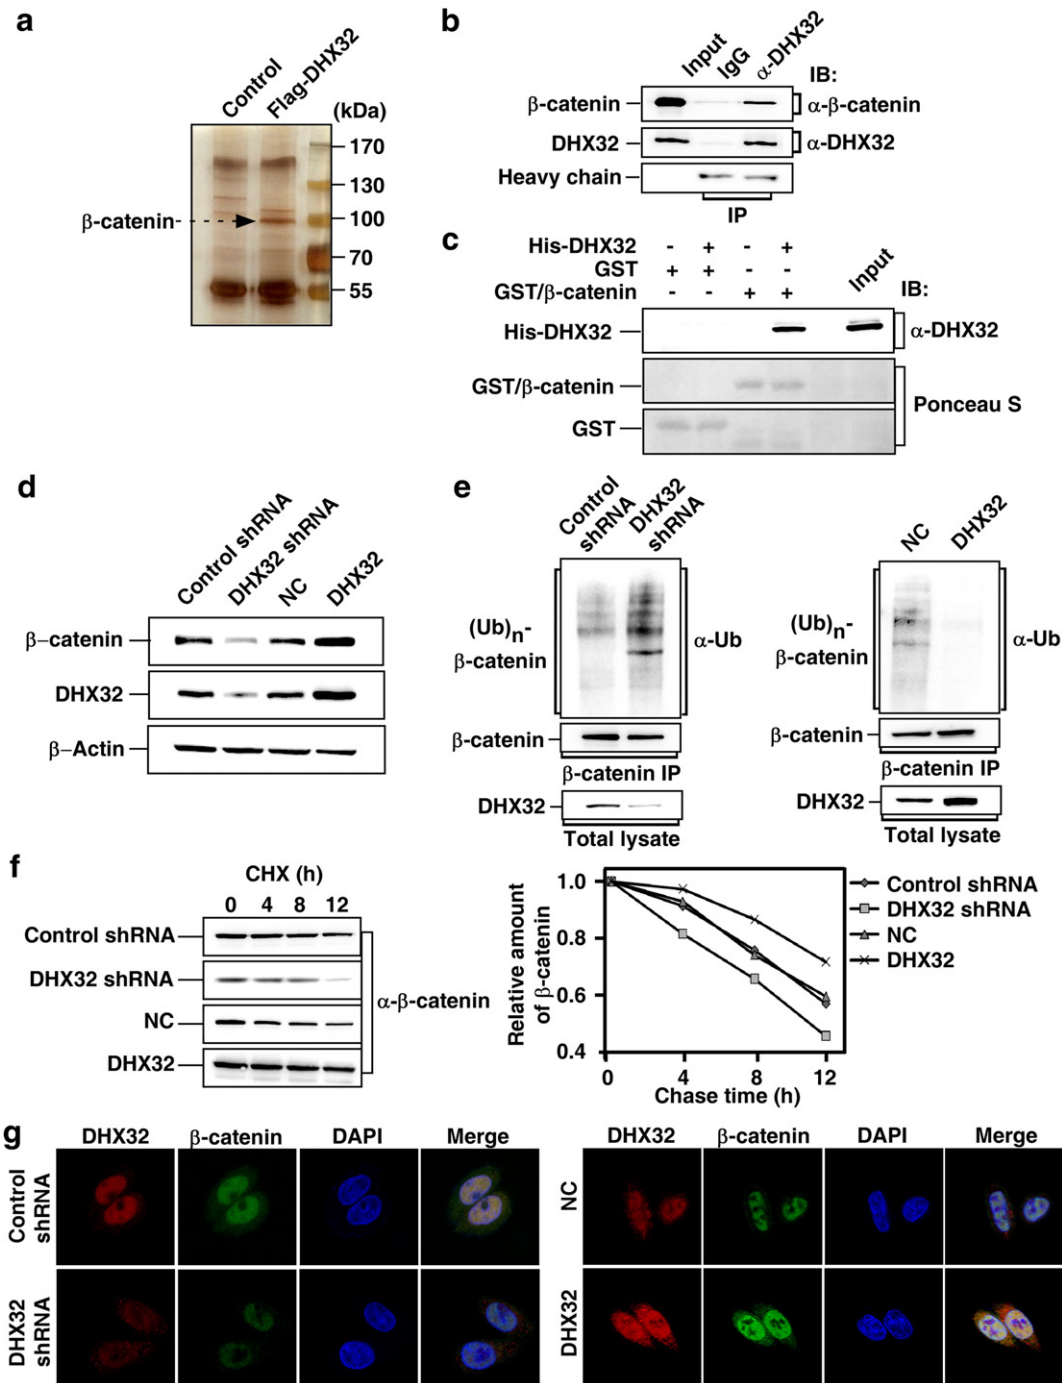 a
Control
Flag-DHX32
(kDa)
170
130
β-catenin
100
70
55
b
Input
IgG
α-DHX32
IB:
β-catenin
α-β-catenin
DHX32
α-DHX32
Heavy chain
IP
c
His-DHX32 - + - +
GST + + - -
GST/β-catenin - - + +
Input
IB:
His-DHX32
α-DHX32
GST/β-catenin
Ponceau S
GST
d
Control shRNA
DHX32 shRNA
NC
DHX32
β–catenin
DHX32
β–Actin
e
Control
shRNA
DHX32
shRNA
(Ub)n-
β-catenin
α-Ub
β-catenin
β-catenin IP
DHX32
Total lysate
NC
DHX32
(Ub)n-
β-catenin
α-Ub
β-catenin
β-catenin IP
DHX32
Total lysate
f
CHX (h)
0 4 8 12
Control shRNA
DHX32 shRNA
NC
DHX32
α-β-catenin
Relative amount
of β-catenin
1.0
0.8
0.6
0.4
0 4 8 12
Chase time (h)
Control shRNA
DHX32 shRNA
NC
DHX32
g
DHX32 β-catenin DAPI Merge
Control
shRNA
DHX32
shRNA
DHX32 β-catenin DAPI Merge
NC
DHX32